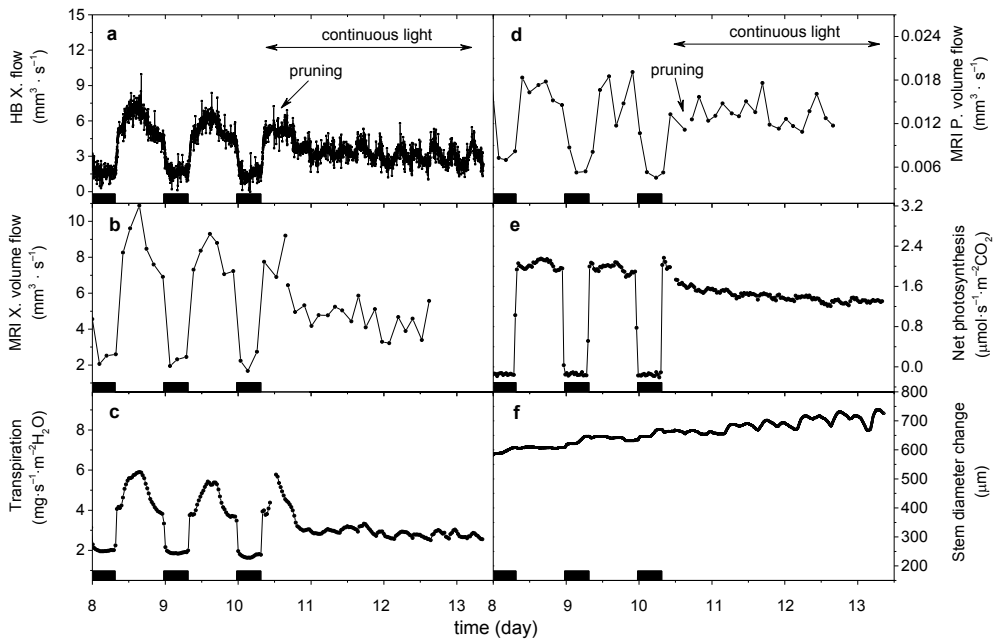 a
continuous light
pruning
HB X. flow
(mm³ · s⁻¹)
15
12
9
6
3
0
b
MRI X. volume flow
(mm³ · s⁻¹)
10
8
6
4
2
c
Transpiration
(mg·s⁻¹·m⁻²H₂O)
8
6
4
2
8
9
10
11
12
13
d
continuous light
pruning
0.024
0.018
0.012
0.006
MRI P. volume flow
(mm³ · s⁻¹)
e
3.2
2.4
1.6
0.8
0.0
Net photosynthesis
(μmol·s⁻¹·m⁻²CO₂)
f
800
700
600
500
400
300
200
Stem diameter change
(μm)
8
9
10
11
12
13
time (day)